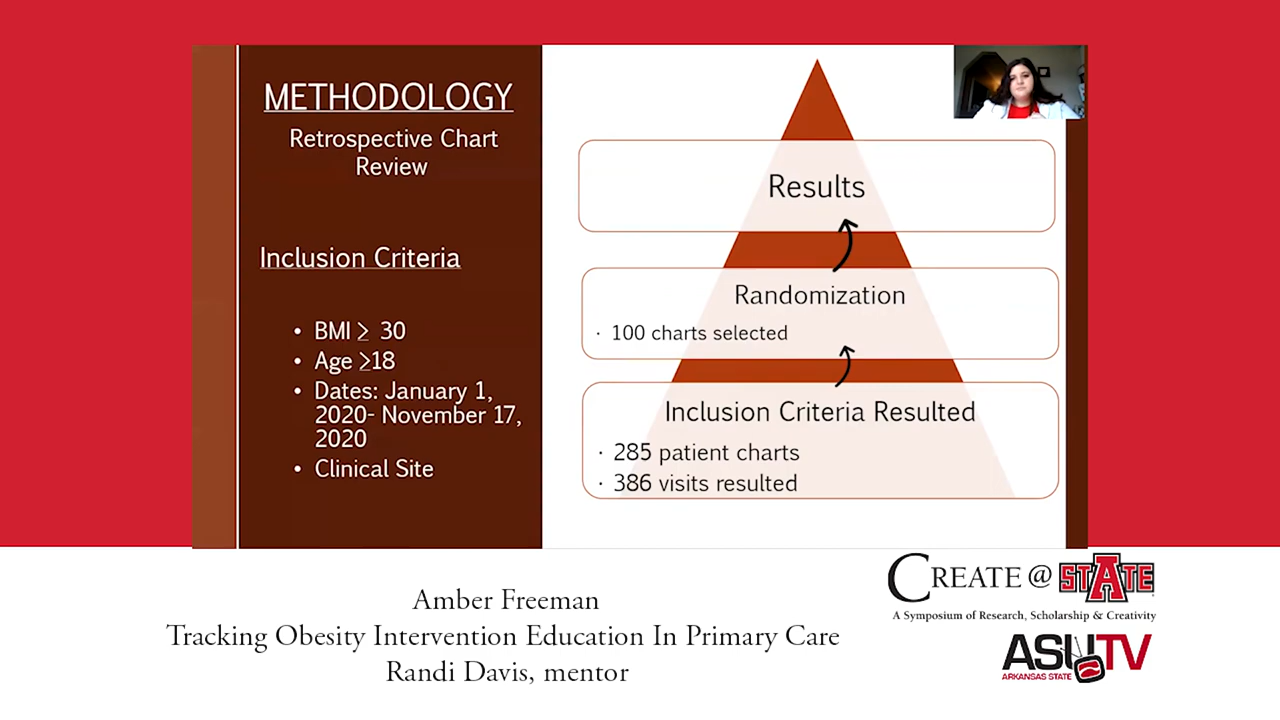 METHODOLOGY
Retrospective Chart
Review
Inclusion Criteria
• BMI ≥ 30
• Age ≥18
• Dates: January 1,
2020- November 17,
2020
• Clinical Site
Results
Randomization
· 100 charts selected
Inclusion Criteria Resulted
· 285 patient charts
· 386 visits resulted
Amber Freeman
Tracking Obesity Intervention Education In Primary Care
Randi Davis, mentor
CREATE @ STATE
A Symposium of Research, Scholarship & Creativity
ASUTV
ARKANSAS STATE